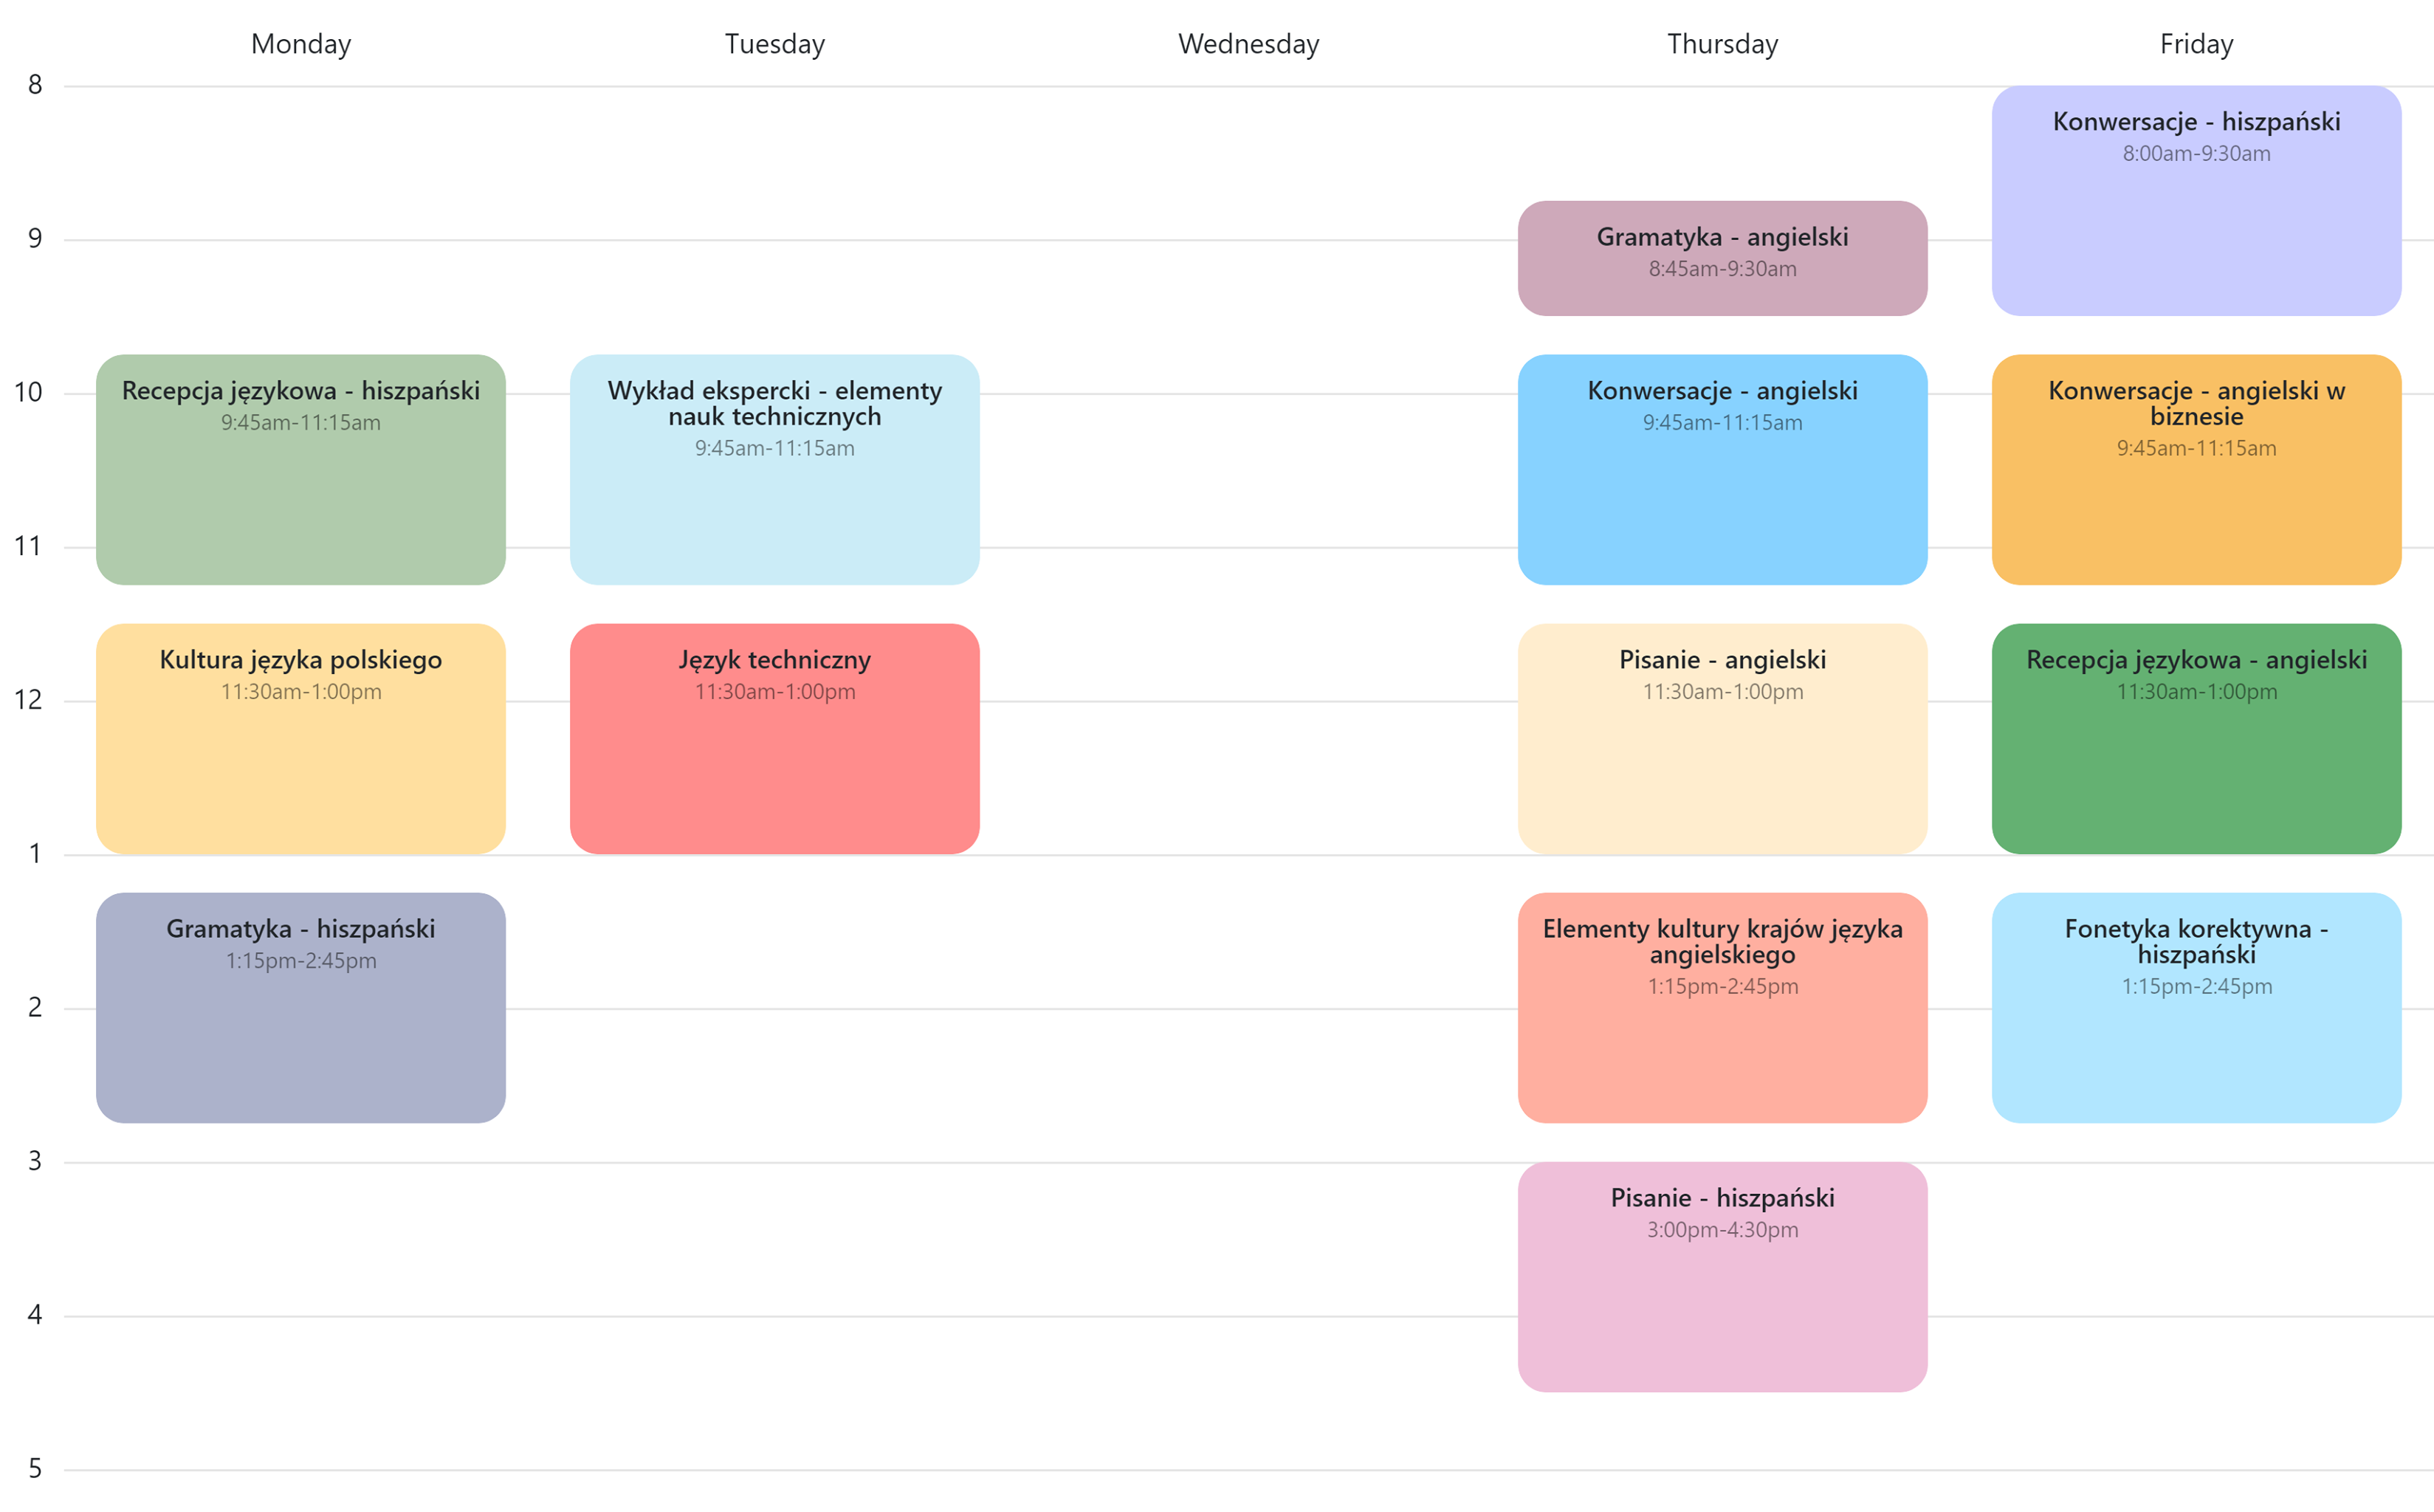 Monday
Tuesday
Wednesday
Thursday
Friday
8
Konwersacje - hiszpański
8:00am-9:30am
9
Gramatyka - angielski
8:45am-9:30am
10
Recepcja językowa - hiszpański
9:45am-11:15am
Wykład ekspercki - elementy
nauk technicznych
9:45am-11:15am
Konwersacje - angielski
9:45am-11:15am
Konwersacje - angielski w
biznesie
9:45am-11:15am
11
Kultura języka polskiego
11:30am-1:00pm
Język techniczny
11:30am-1:00pm
Pisanie - angielski
11:30am-1:00pm
Recepcja językowa - angielski
11:30am-1:00pm
12
1
Gramatyka - hiszpański
1:15pm-2:45pm
Elementy kultury krajów języka
angielskiego
1:15pm-2:45pm
Fonetyka korektywna -
hiszpański
1:15pm-2:45pm
2
3
Pisanie - hiszpański
3:00pm-4:30pm
4
5